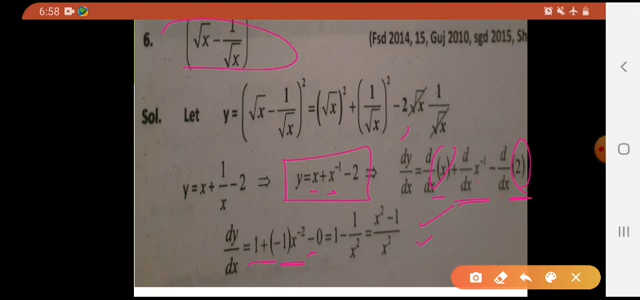 6:58
6. (√x - 1/√x)² (Fsd 2014, 15, Guj 2010, sgd 2015, Sh
Sol. Let y=(√x - 1/√x)²=(√x)²+(1/√x)²-2√x 1/√x
y=x+1/x-2 ⇒ y=x+x⁻¹-2 ⇒ dy/dx=d/dx(x)+d/dx x⁻¹-d/dx(2)
dy/dx=1+(-1)x⁻²-0=1-1/x²=x²-1/x²